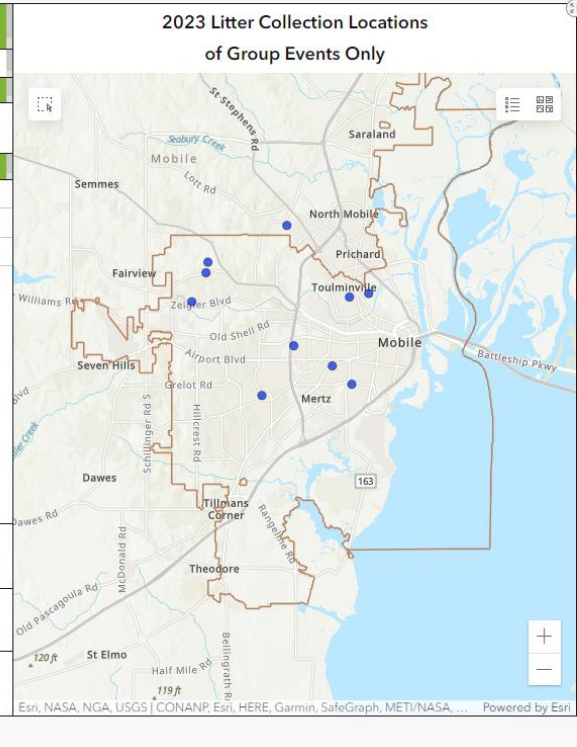 2023 Litter Collection Locations
of Group Events Only
St Stephens Rd
Saraland
Seabury Creek
Mobile
Lott Rd
Semmes
North Mobile
Prichard
Fairview
Toulminville
Williams Rd
Zeigler Blvd
Old Shell Rd
Mobile
Airport Blvd
Battleship Pkwy
Seven Hills
Grelot Rd
Mertz
Schillinger Rd S
Hillcrest Rd
Dawes
163
Tillmans
Corner
Dawes Rd
Rangeline Rd
McDonald Rd
Theodore
Old Pascagoula Rd
St Elmo
120 ft
Half Mile Rd
Bellingrath R
119 ft
Esri, NASA, NGA, USGS | CONANP, Esri, HERE, Garmin, SafeGraph, METI/NASA, ... Powered by Esri